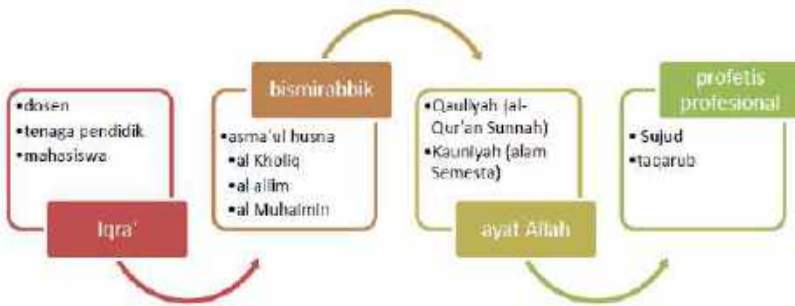 •dosen
•tenaga pendidik
•mahasiswa
Iqra'
bismirabbik
•asma'ul husna
•al Kholiq
•al alim
•al Muhaimin
•Qauliyah (al-
Qur'an Sunnah)
•Kauniyah (alam
Semesta)
ayat Allah
profetis
profesional
• Sujud
•taqarub